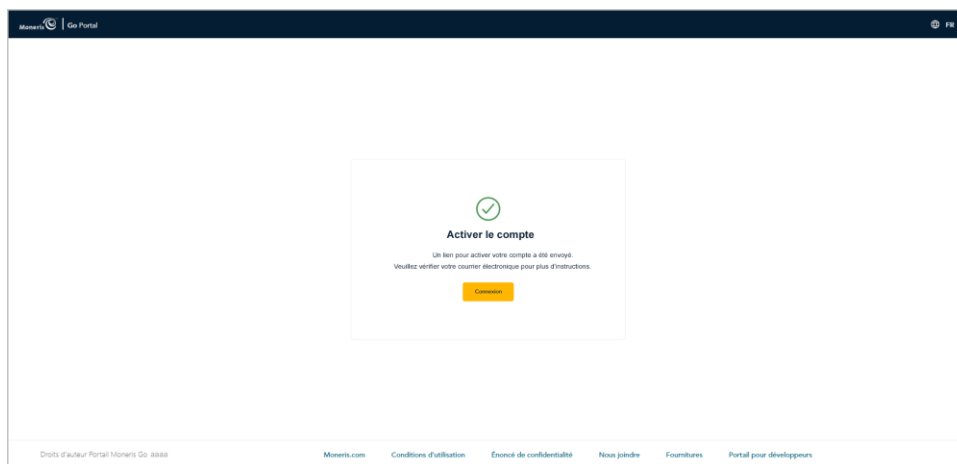 Moneris Go Portal
FR
Activer le compte
Un lien pour activer votre compte a été envoyé.
Veuillez vérifier votre courrier électronique pour plus d'instructions.
Connexion
Droits d'auteur Portail Moneris Go aaaa Moneris.com Conditions d'utilisation Énoncé de confidentialité Nous joindre Fournitures Portail pour développeurs